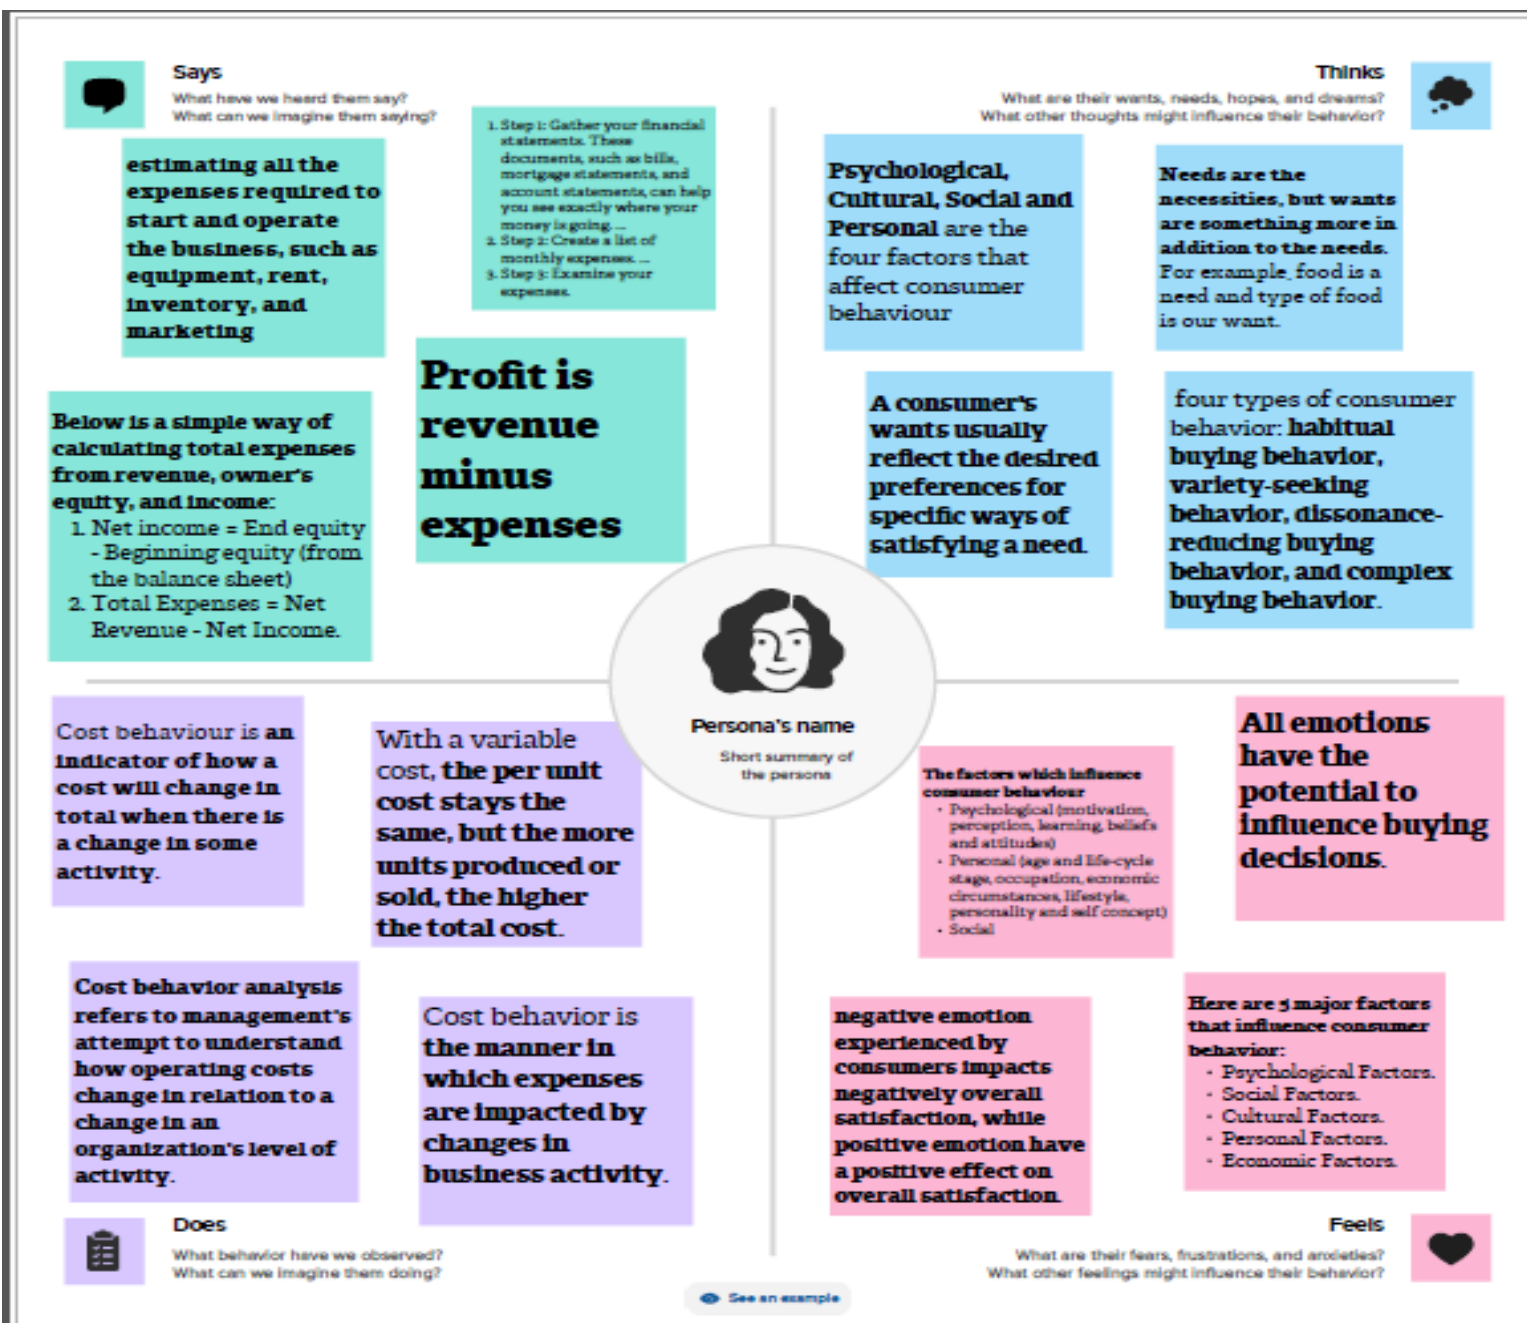 Says
What have we heard them say?
What can we imagine them saying?
estimating all the
expenses required to
start and operate
the business, such as
equipment, rent,
inventory, and
marketing
1. Step 1: Gather your financial
statements. These
documents, such as bills,
mortgage statements, and
account statements, can help
you see exactly where your
money is going. ...
2. Step 2: Create a list of
monthly expenses. ...
3. Step 3: Examine your
expenses.
Below is a simple way of
calculating total expenses
from revenue, owner's
equity, and income:
1. Net income = End equity
- Beginning equity (from
the balance sheet)
2. Total Expenses = Net
Revenue - Net Income.
Profit is
revenue
minus
expenses
Thinks
What are their wants, needs, hopes, and dreams?
What other thoughts might influence their behavior?
Psychological,
Cultural, Social and
Personal are the
four factors that
affect consumer
behaviour
Needs are the
necessities, but wants
are something more in
addition to the needs.
For example, food is a
need and type of food
is our want.
A consumer's
wants usually
reflect the desired
preferences for
specific ways of
satisfying a need.
four types of consumer
behavior: habitual
buying behavior,
variety-seeking
behavior, dissonance-
reducing buying
behavior, and complex
buying behavior.
Persona's name
Short summary of
the persona
Cost behaviour is an
indicator of how a
cost will change in
total when there is
a change in some
activity.
With a variable
cost, the per unit
cost stays the
same, but the more
units produced or
sold, the higher
the total cost.
Cost behavior analysis
refers to management's
attempt to understand
how operating costs
change in relation to a
change in an
organization's level of
activity.
Cost behavior is
the manner in
which expenses
are impacted by
changes in
business activity.
Does
What behavior have we observed?
What can we imagine them doing?
The factors which influence
consumer behaviour
• Psychological (motivation,
perception, learning, beliefs
and attitudes)
• Personal (age and life-cycle
stage, occupation, economic
circumstances, lifestyle,
personality and self concept)
• Social
All emotions
have the
potential to
influence buying
decisions.
negative emotion
experienced by
consumers impacts
negatively overall
satisfaction, while
positive emotion have
a positive effect on
overall satisfaction.
Here are 5 major factors
that influence consumer
behavior:
• Psychological Factors.
• Social Factors.
• Cultural Factors.
• Personal Factors.
• Economic Factors.
Feels
What are their fears, frustrations, and anxieties?
What other feelings might influence their behavior?
See an example